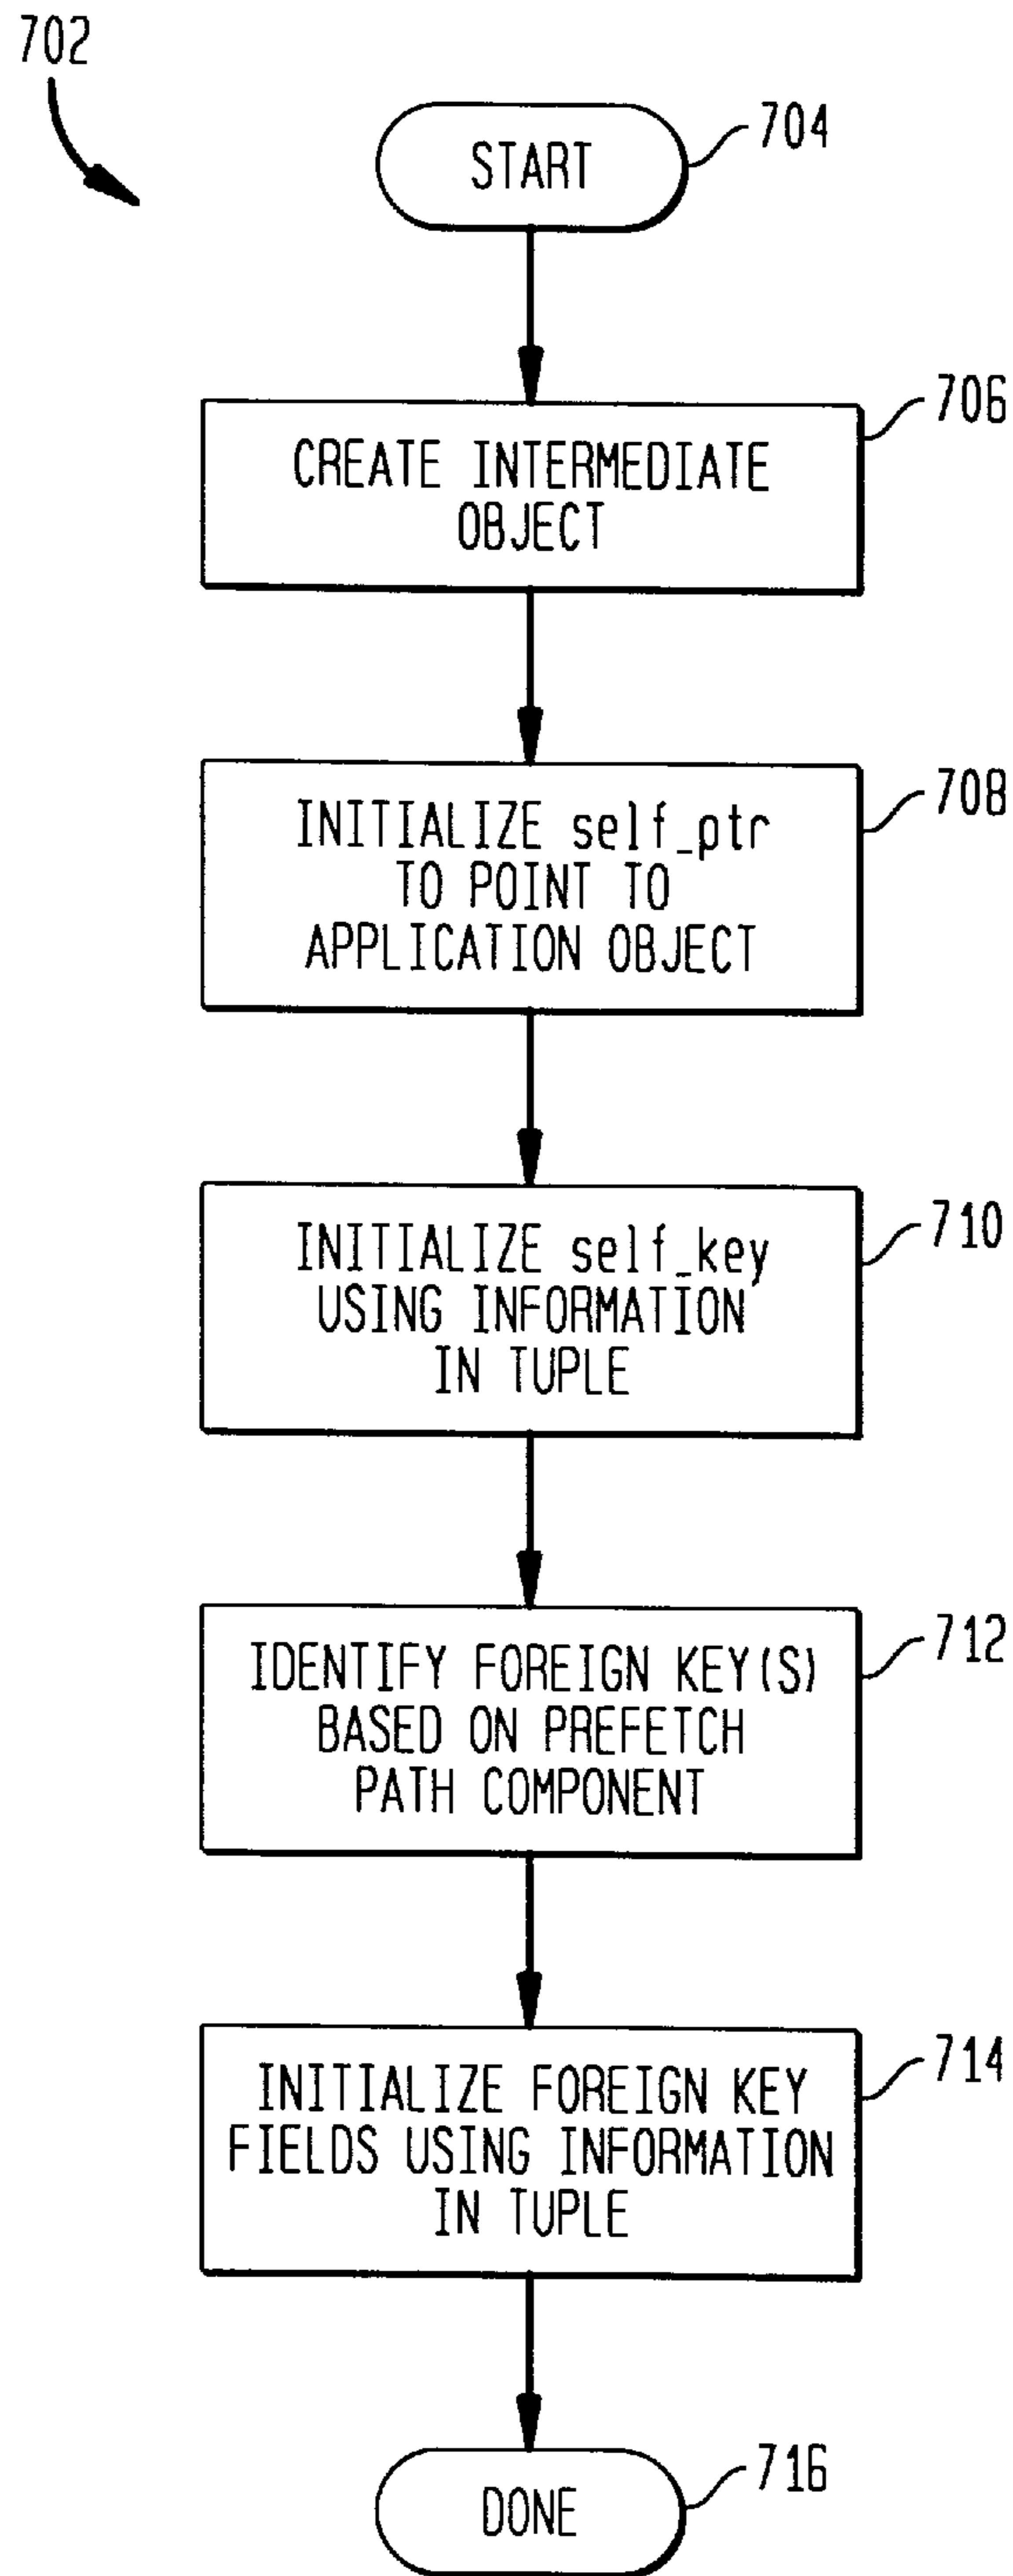 702
START
704
706
CREATE INTERMEDIATE
OBJECT
708
INITIALIZE self_ptr
TO POINT TO
APPLICATION OBJECT
710
INITIALIZE self_key
USING INFORMATION
IN TUPLE
712
IDENTIFY FOREIGN KEY(S)
BASED ON PREFETCH
PATH COMPONENT
714
INITIALIZE FOREIGN KEY
FIELDS USING INFORMATION
IN TUPLE
716
DONE